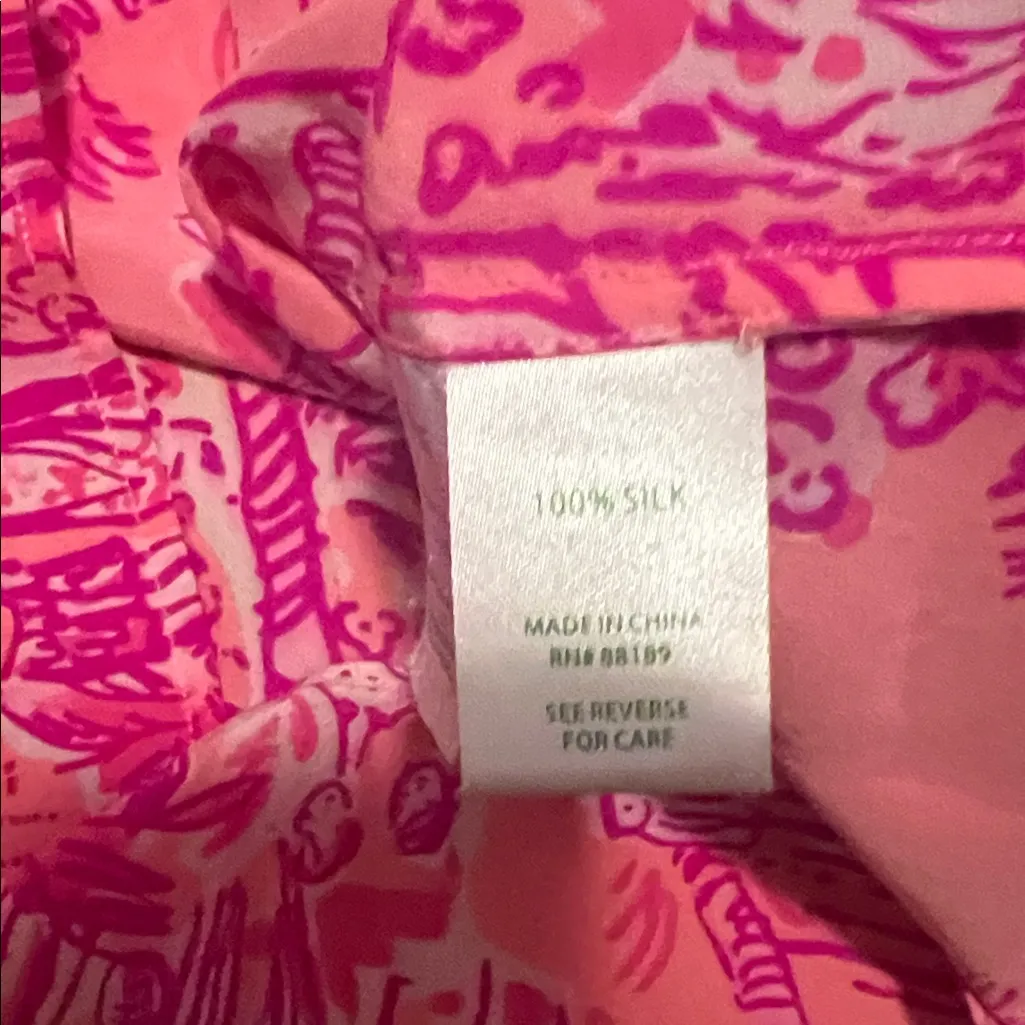 100% SILK
MADE IN CHINA
RN# 88189
SEE REVERSE
FOR CARE